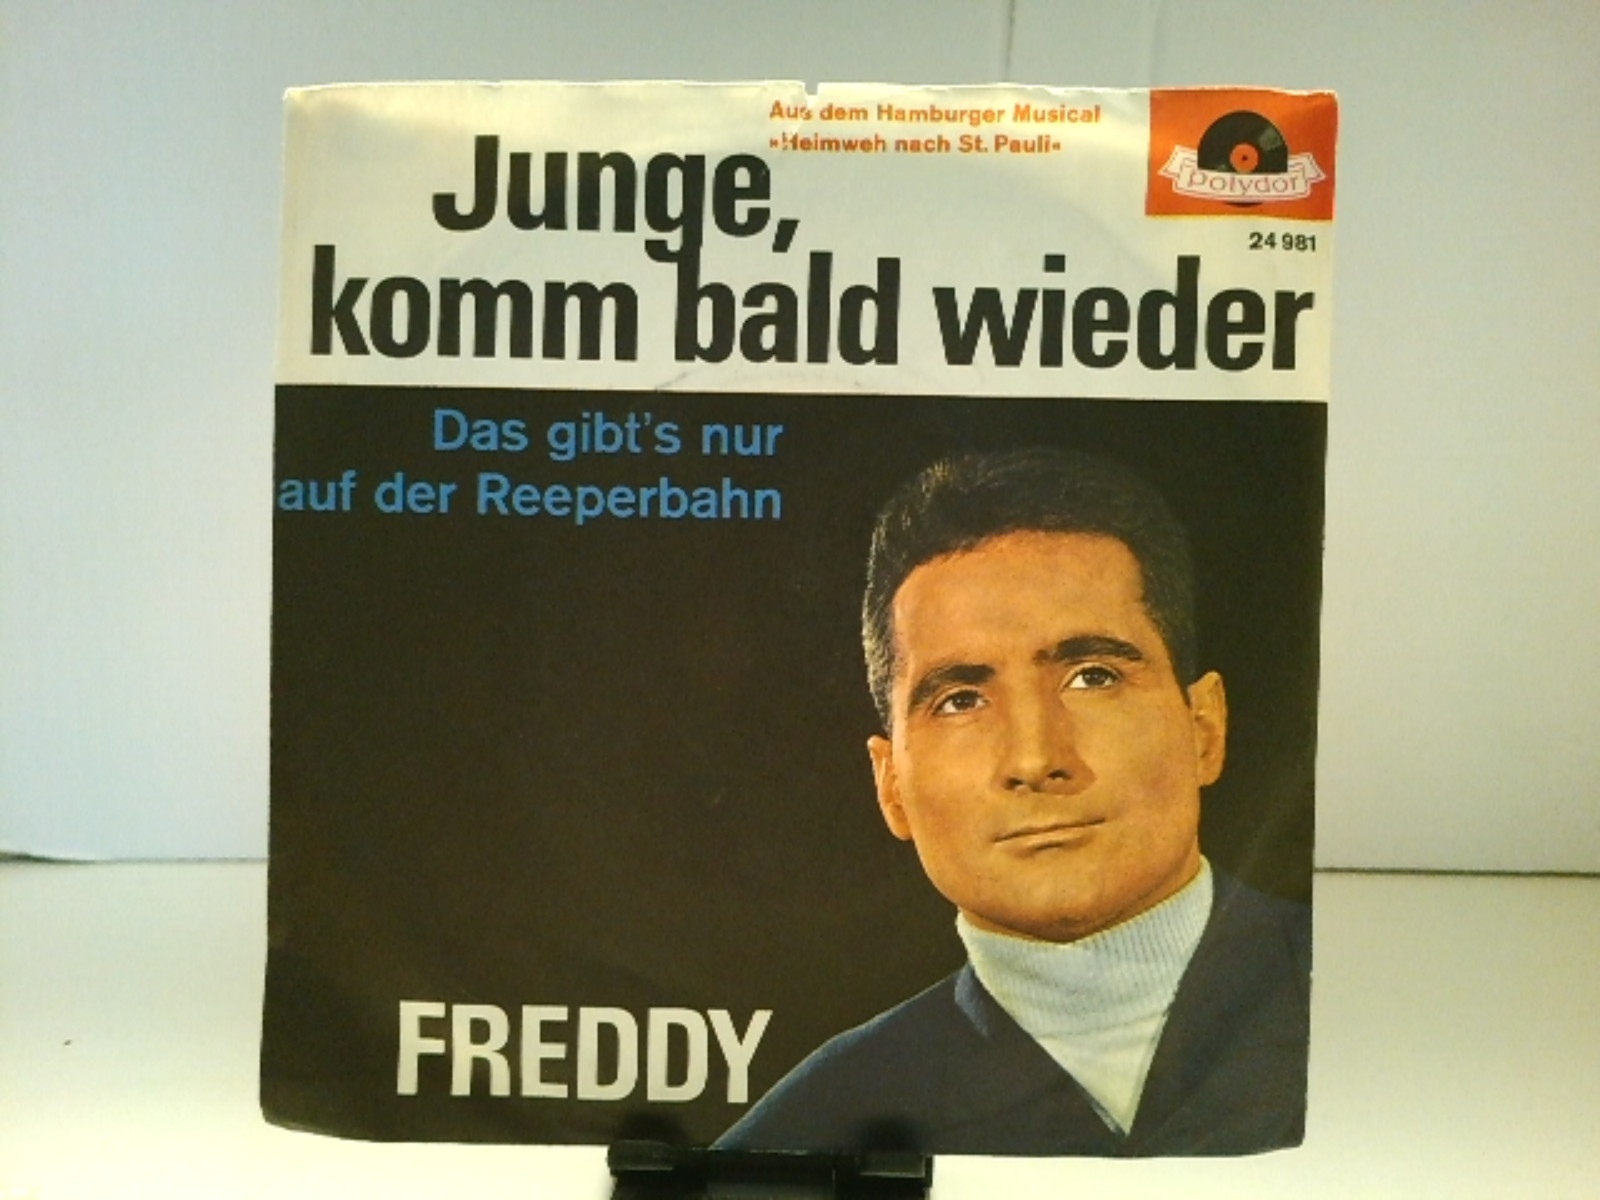 Aus dem Hamburger Musical
»Heimweh nach St. Pauli«
Junge,
komm bald wieder
polydor
24 981
Das gibt's nur
auf der Reeperbahn
FREDDY